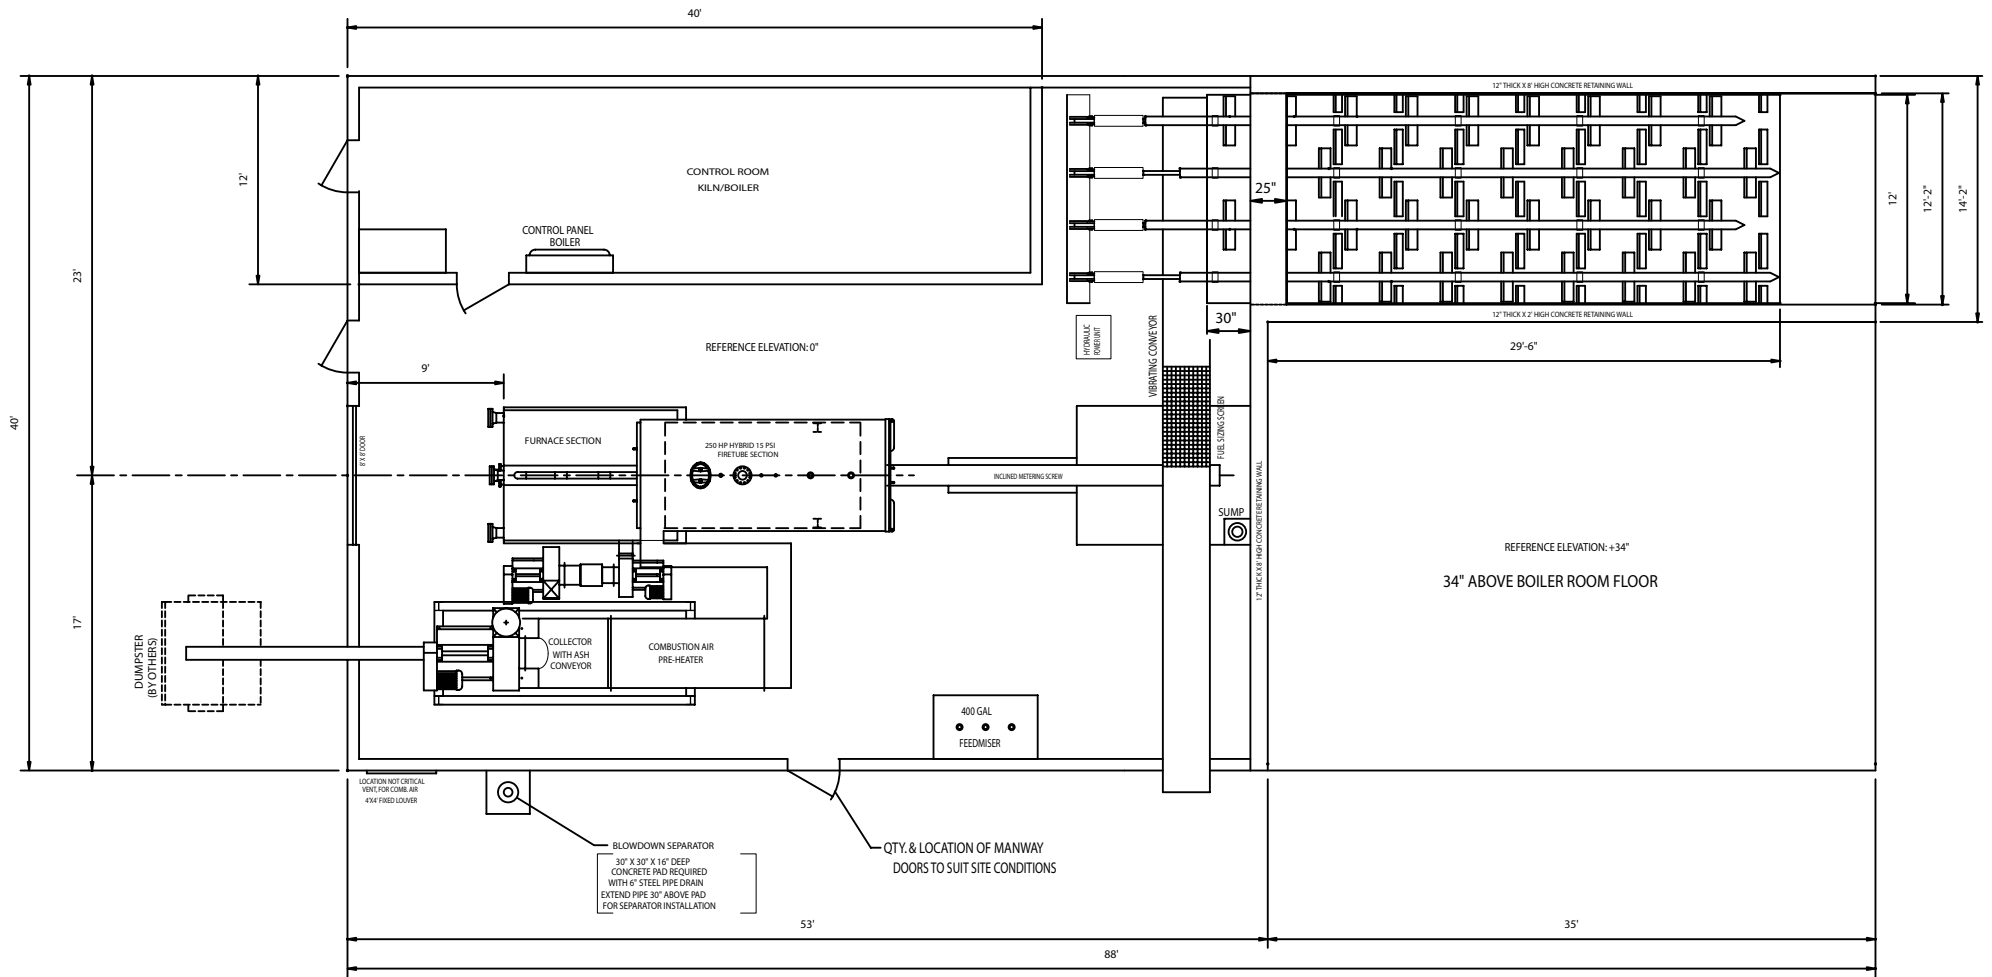 40'
12" THICK X 8' HIGH CONCRETE RETAINING WALL
CONTROL ROOM
KILN/BOILER
12'
25"
12'
12'-2"
14'-2"
CONTROL PANEL
BOILER
23'
30"
12" THICK X 2' HIGH CONCRETE RETAINING WALL
HYDRAULIC
POWER UNIT
VIBRATING CONVEYOR
REFERENCE ELEVATION: 0"
29'-6"
9'
40'
8' X 8' DOOR
FURNACE SECTION
250 HP HYBRID 15 PSI
FIRETUBE SECTION
FUEL SIZING SCREEN
INCLINED METERING SCREW
SUMP
12" THICK X 8' HIGH CONCRETE RETAINING WALL
REFERENCE ELEVATION: +34"
34" ABOVE BOILER ROOM FLOOR
17'
DUMPSTER
(BY OTHERS)
COLLECTOR
WITH ASH
CONVEYOR
COMBUSTION AIR
PRE-HEATER
400 GAL
FEEDMISER
LOCATION NOT CRITICAL
VENT, FOR COMB. AIR
4'X4' FIXED LOUVER
BLOWDOWN SEPARATOR
30" X 30" X 16" DEEP
CONCRETE PAD REQUIRED
WITH 6" STEEL PIPE DRAIN
EXTEND PIPE 30" ABOVE PAD
FOR SEPARATOR INSTALLATION
QTY. & LOCATION OF MANWAY
DOORS TO SUIT SITE CONDITIONS
53'
35'
88'